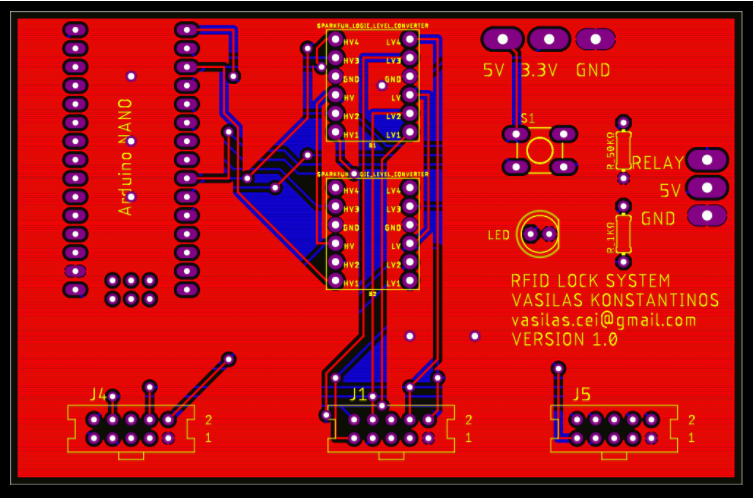 SPARKFUN_LOGIC_LEVEL_CONVERTER
HV4 LV4
HV3 LV3
GND GND
HV LV
HV2 LV2
HV1 LV1
S1
SPARKFUN_LOGIC_LEVEL_CONVERTER
HV4 LV4
HV3 LV3
GND GND
HV LV
HV2 LV2
HV1 LV1
S2
Arduino NANO
5V 3.3V GND
S1
R_50KΩ
RELAY
5V
GND
LED
R_1KΩ
RFID LOCK SYSTEM
VASILAS KONSTANTINOS
vasilas.cei@gmail.com
VERSION 1.0
J4
2
1
J1
2
1
J5
2
1